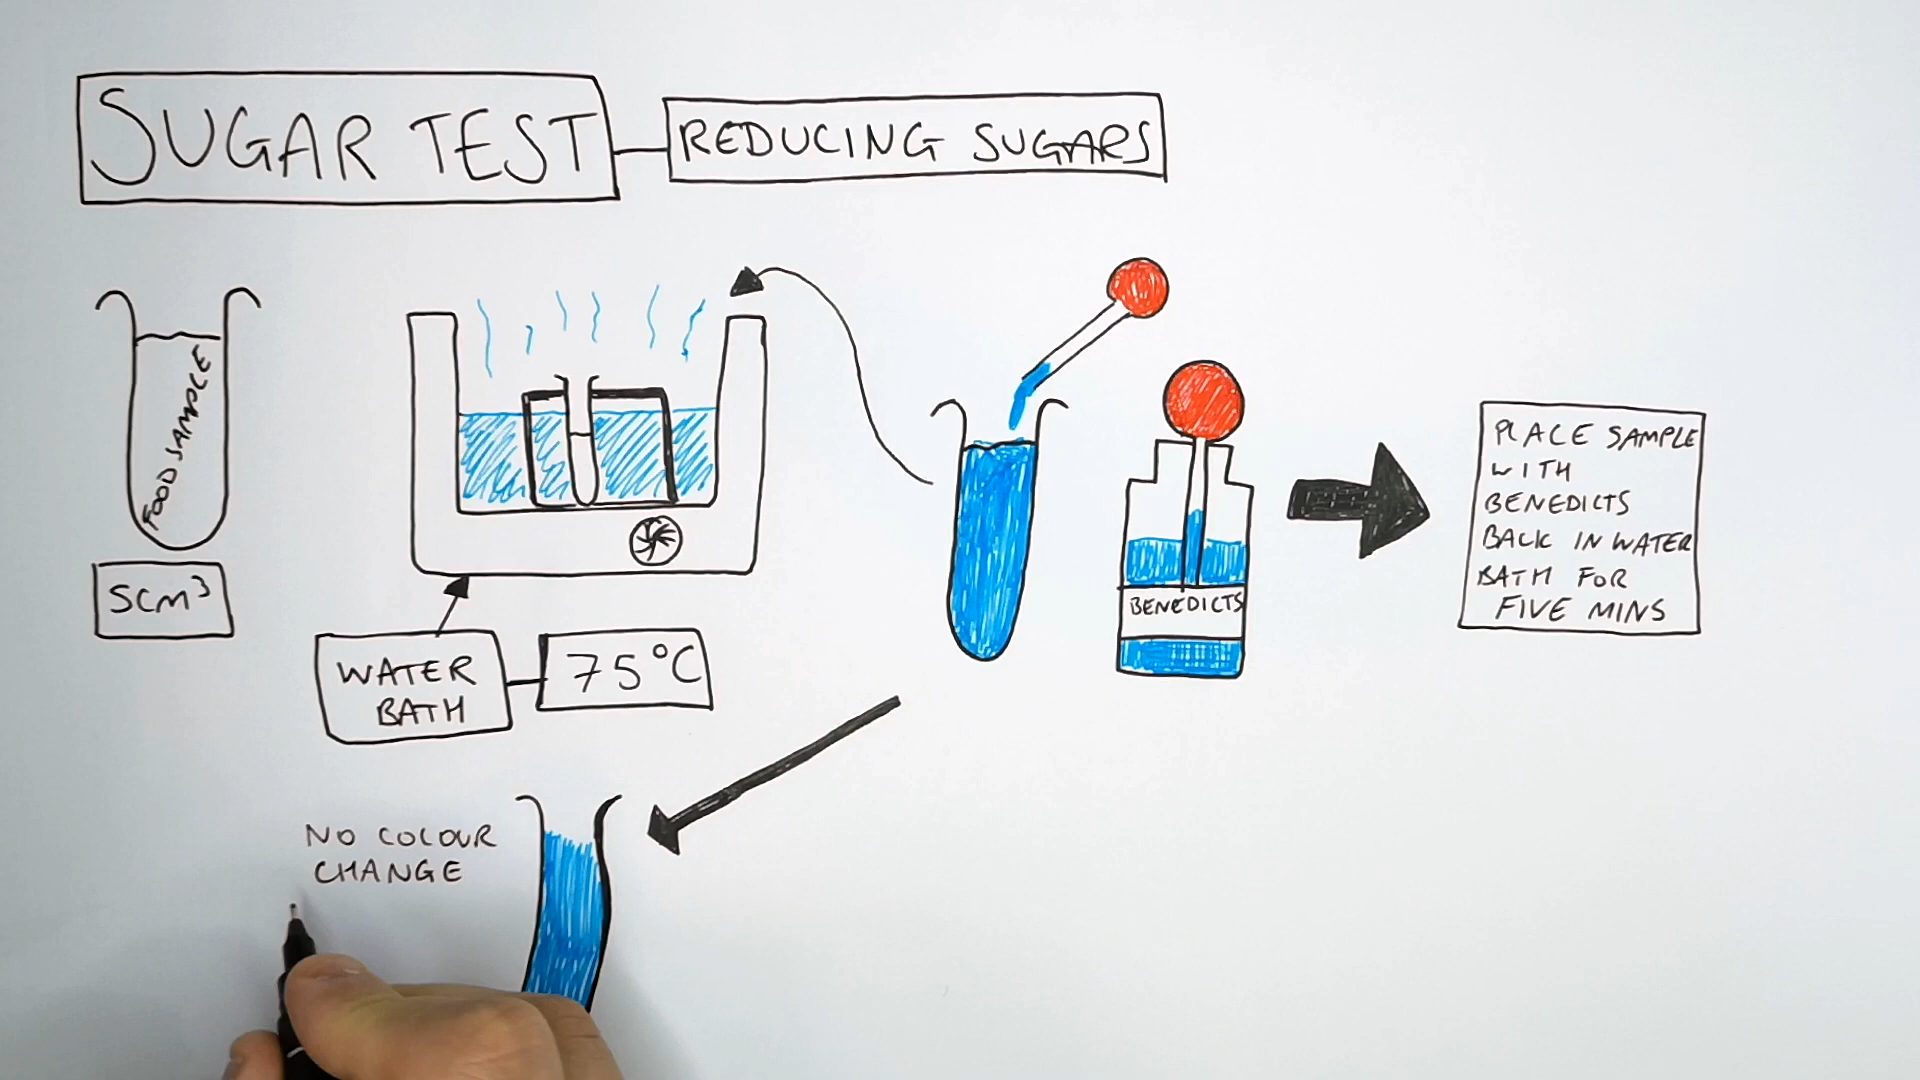 SUGAR TEST
REDUCING SUGARS
FOOD SAMPLE
5cm³
WATER
BATH
75°C
BENEDICTS
PLACE SAMPLE
WITH
BENEDICTS
BACK IN WATER
BATH FOR
FIVE MINS
NO COLOUR
CHANGE